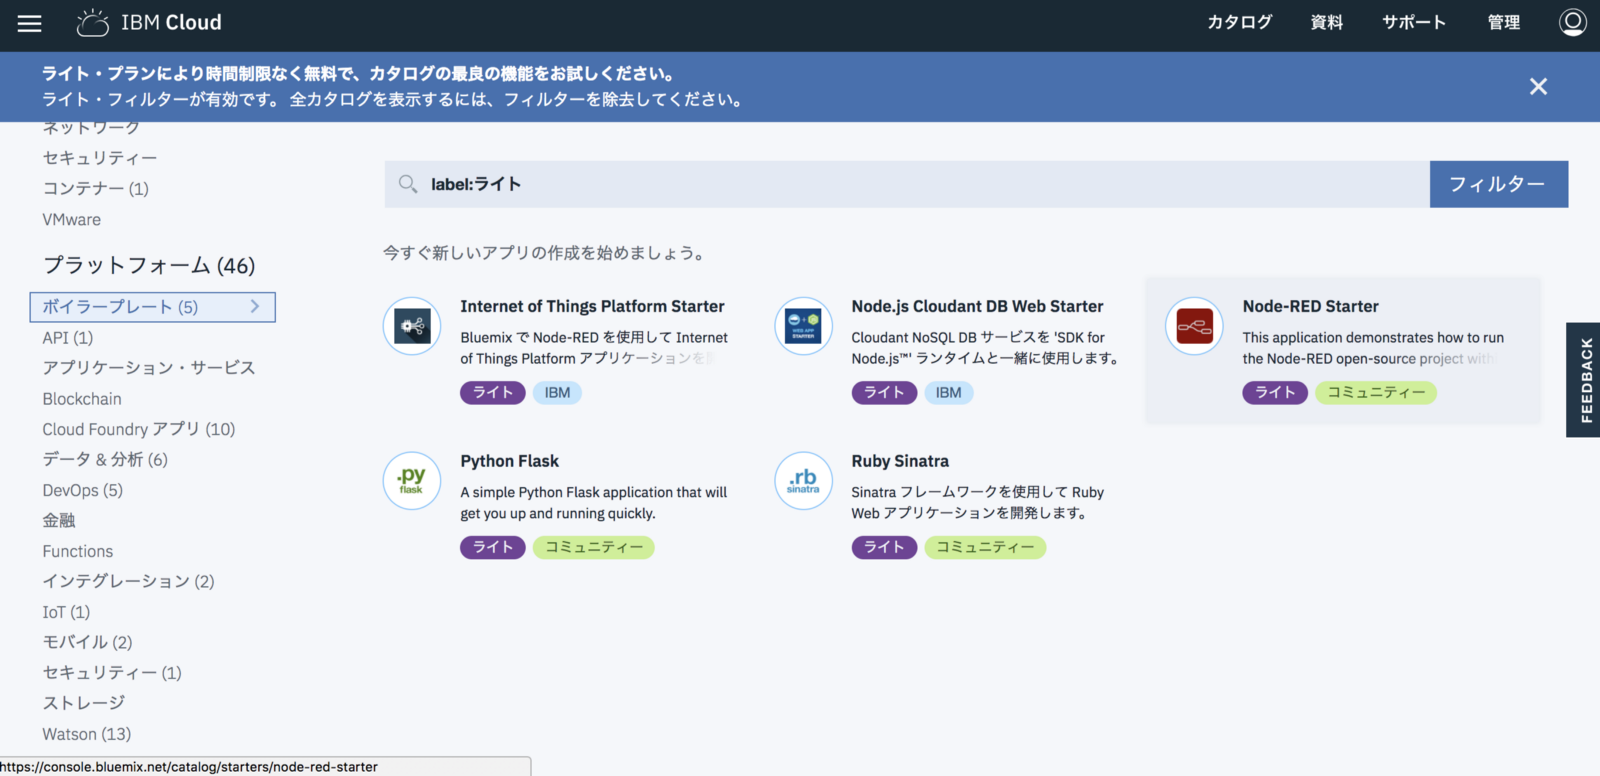 IBM Cloud
カタログ 資料 サポート 管理
ライト・プランにより時間制限なく無料で、カタログの最良の機能をお試しください。
ライト・フィルターが有効です。 全カタログを表示するには、フィルターを除去してください。
ネットワーク
セキュリティー
コンテナー (1)
VMware
プラットフォーム (46)
ボイラープレート (5)
API (1)
アプリケーション・サービス
Blockchain
Cloud Foundry アプリ (10)
データ & 分析 (6)
DevOps (5)
金融
Functions
インテグレーション (2)
IoT (1)
モバイル (2)
セキュリティー (1)
ストレージ
Watson (13)
label:ライト
フィルター
今すぐ新しいアプリの作成を始めましょう。
Internet of Things Platform Starter
Bluemix で Node-RED を使用して Internet
of Things Platform アプリケーションを
ライト IBM
WEB APP
STARTER
Node.js Cloudant DB Web Starter
Cloudant NoSQL DB サービスを 'SDK for
Node.js™' ランタイムと一緒に使用します。
ライト IBM
Node-RED Starter
This application demonstrates how to run
the Node-RED open-source project with
ライト コミュニティー
.py
flask
Python Flask
A simple Python Flask application that will
get you up and running quickly.
ライト コミュニティー
.rb
sinatra
Ruby Sinatra
Sinatra フレームワークを使用して Ruby
Web アプリケーションを開発します。
ライト コミュニティー
FEEDBACK
https://console.bluemix.net/catalog/starters/node-red-starter